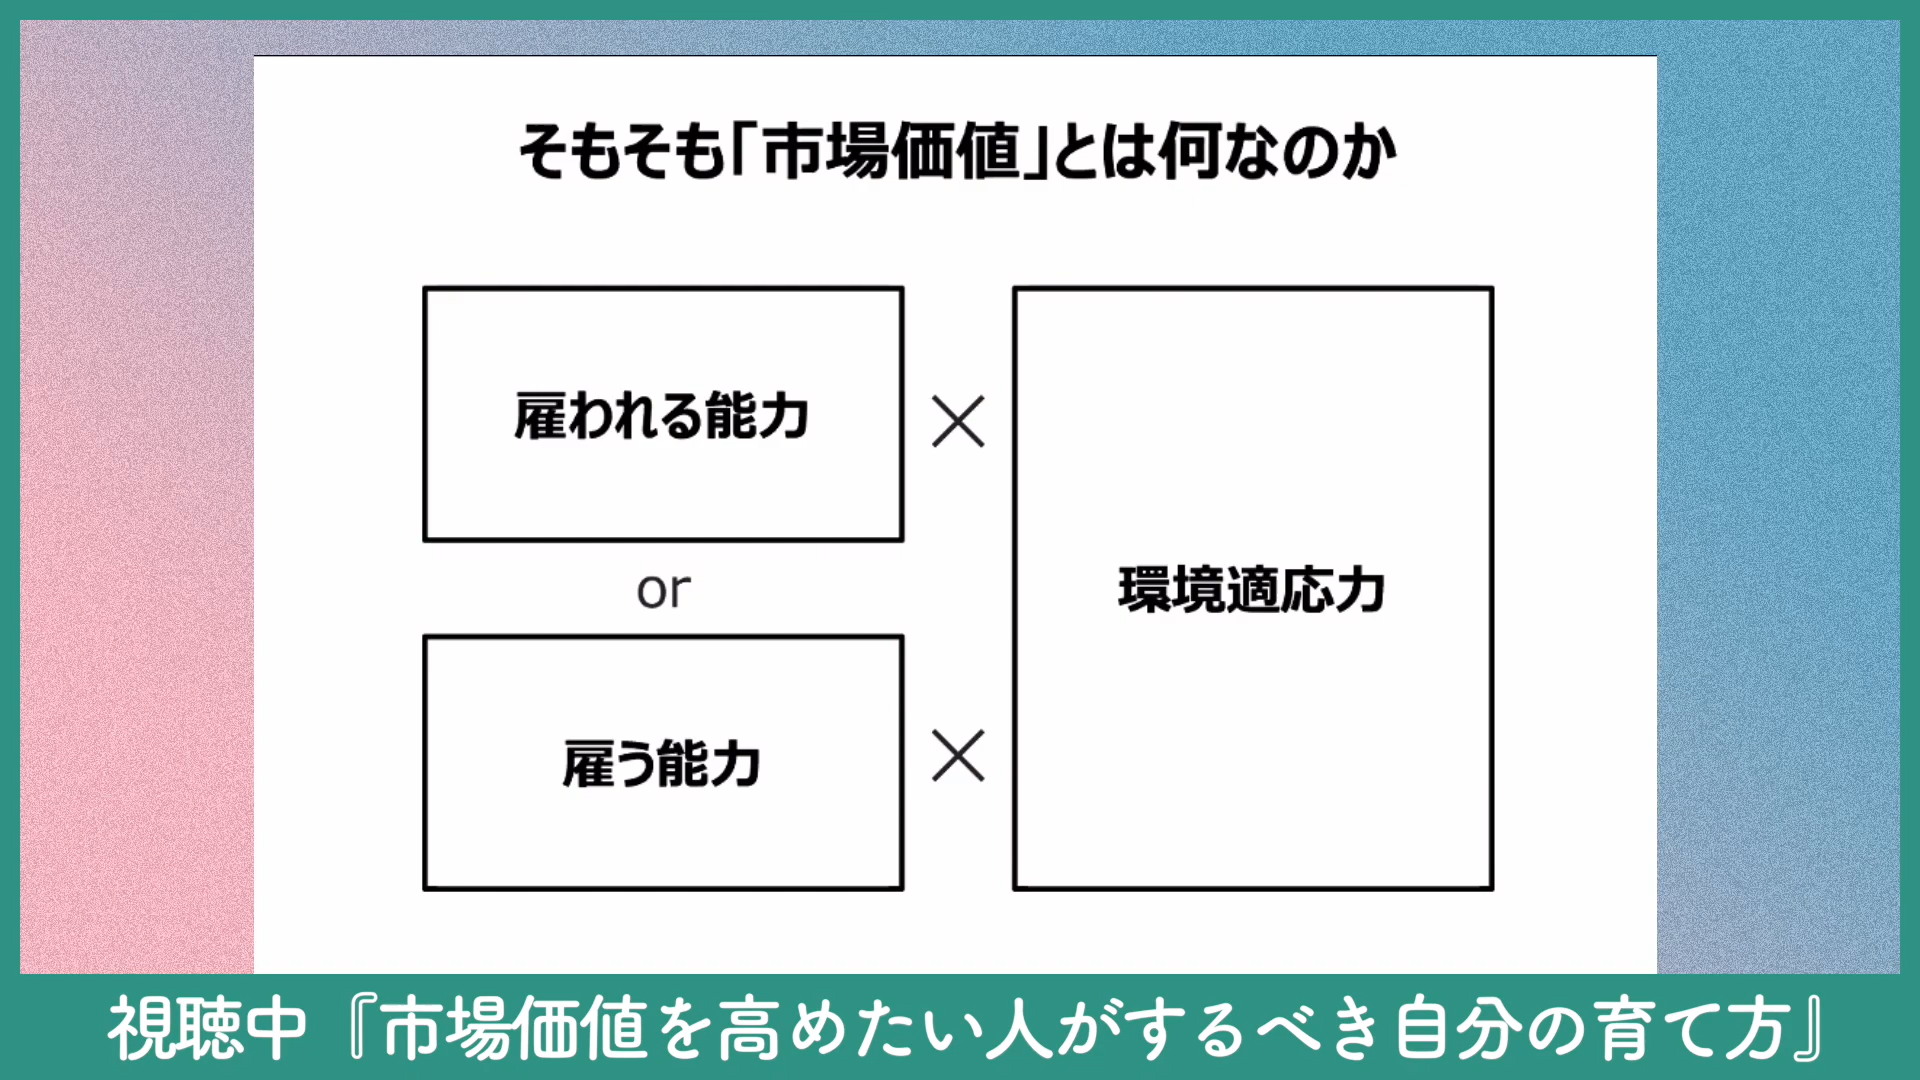 そもそも「市場価値」とは何なのか
雇われる能力
×
or
環境適応力
雇う能力
×
視聴中『市場価値を高めたい人がするべき自分の育て方』